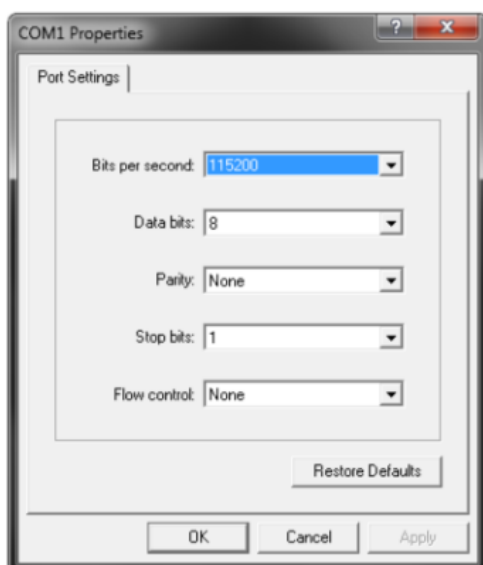 COM1 Properties
?
Port Settings
Bits per second: 115200
Data bits: 8
Parity: None
Stop bits: 1
Flow control: None
Restore Defaults
OK Cancel Apply